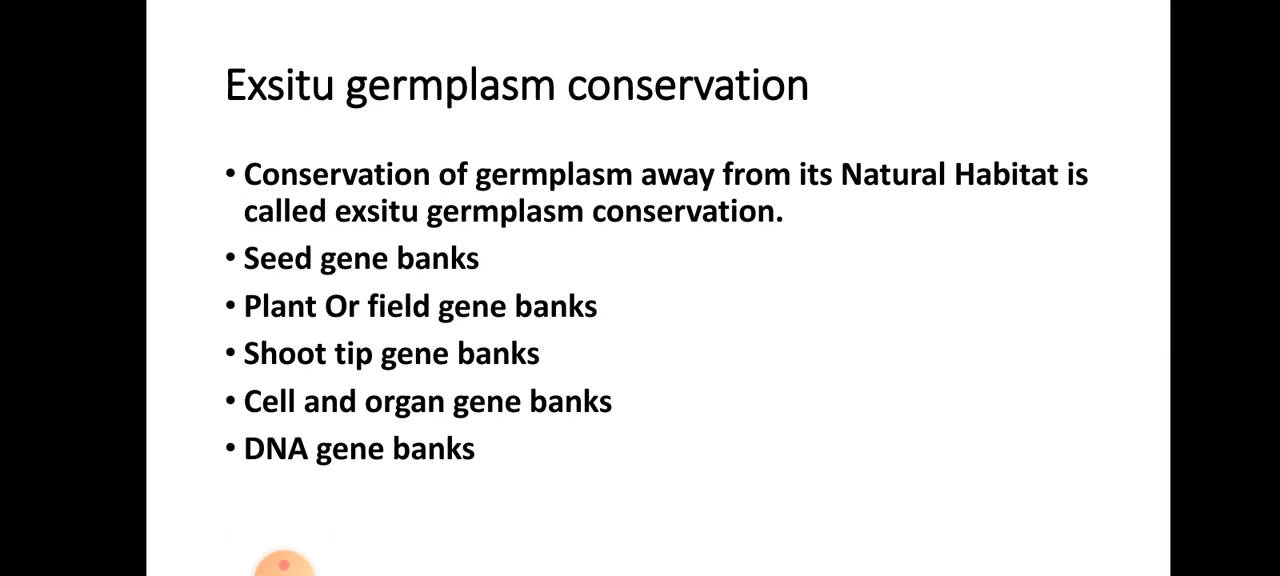 Exsitu germplasm conservation
• Conservation of germplasm away from its Natural Habitat is
called exsitu germplasm conservation.
• Seed gene banks
• Plant Or field gene banks
• Shoot tip gene banks
• Cell and organ gene banks
• DNA gene banks